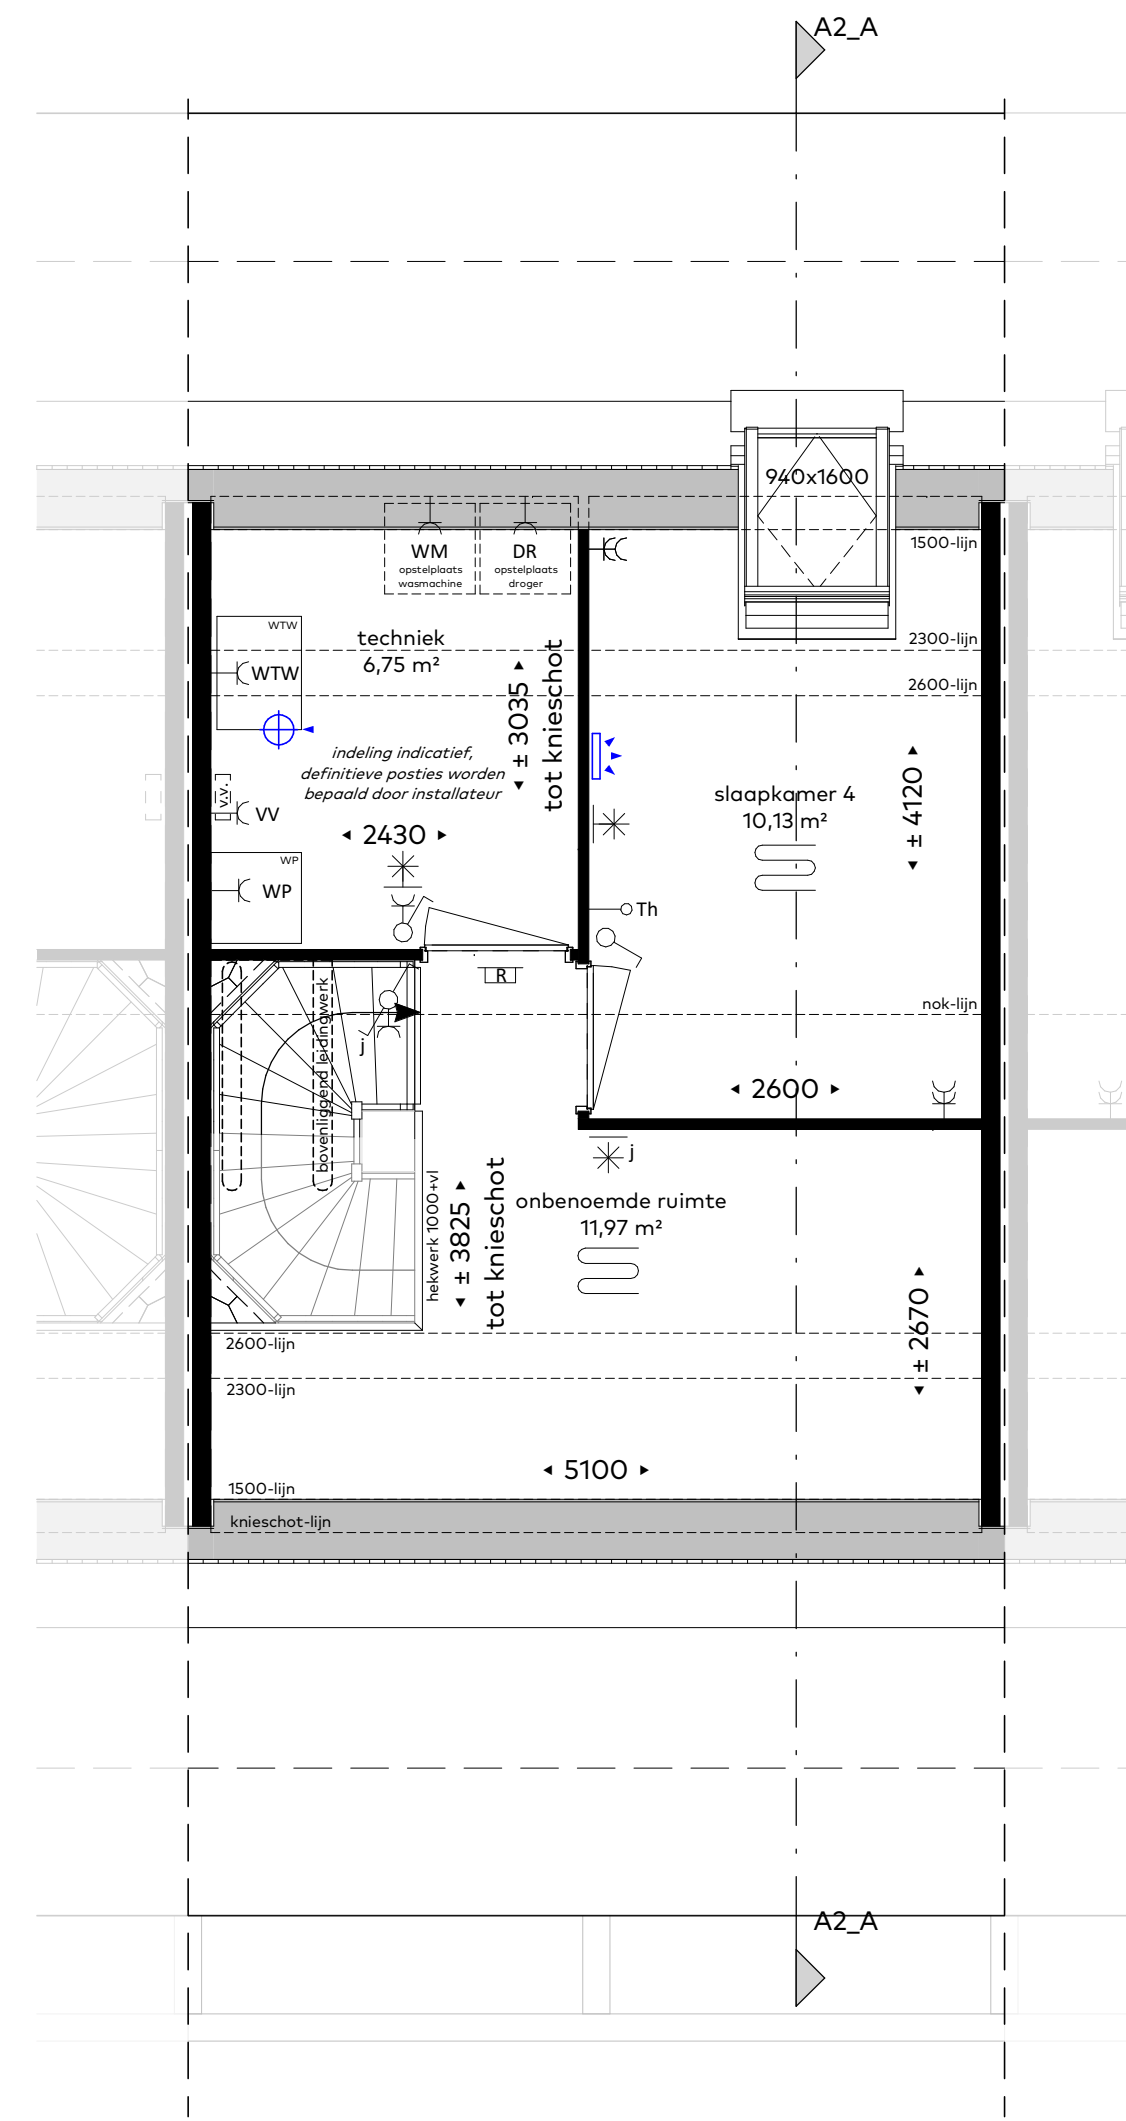 A2_A
940x1600
1500-lijn
WM
opstelplaats
wasmachine
DR
opstelplaats
droger
WTW
WTW
techniek
6,75 m²
2300-lijn
2600-lijn
± 3035
tot knieschot
indeling indicatief,
definitieve posties worden
bepaald door installateur
v.v.
VV
2430
slaapkamer 4
10,13 m²
± 4120
WP
WP
Th
R
nok-lijn
bovenliggend leidingwerk
j
2600
j
onbenoemde ruimte
11,97 m²
hekwerk 1000+vl
± 3825
tot knieschot
± 2670
2600-lijn
2300-lijn
5100
1500-lijn
knieschot-lijn
A2_A